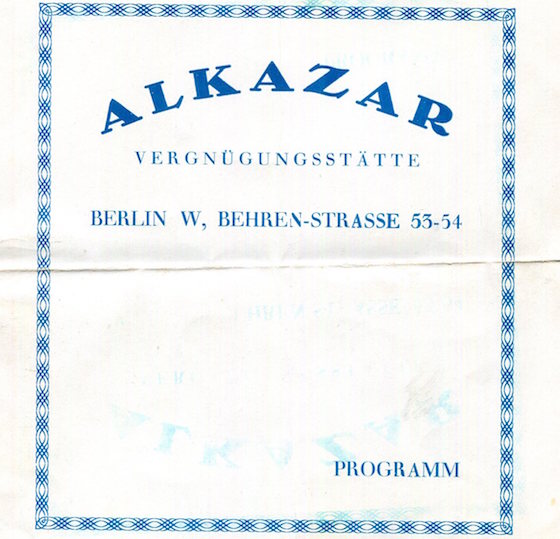 ALKAZAR
VERGNÜGUNGSSTÄTTE
BERLIN W, BEHREN-STRASSE 53-54
PROGRAMM